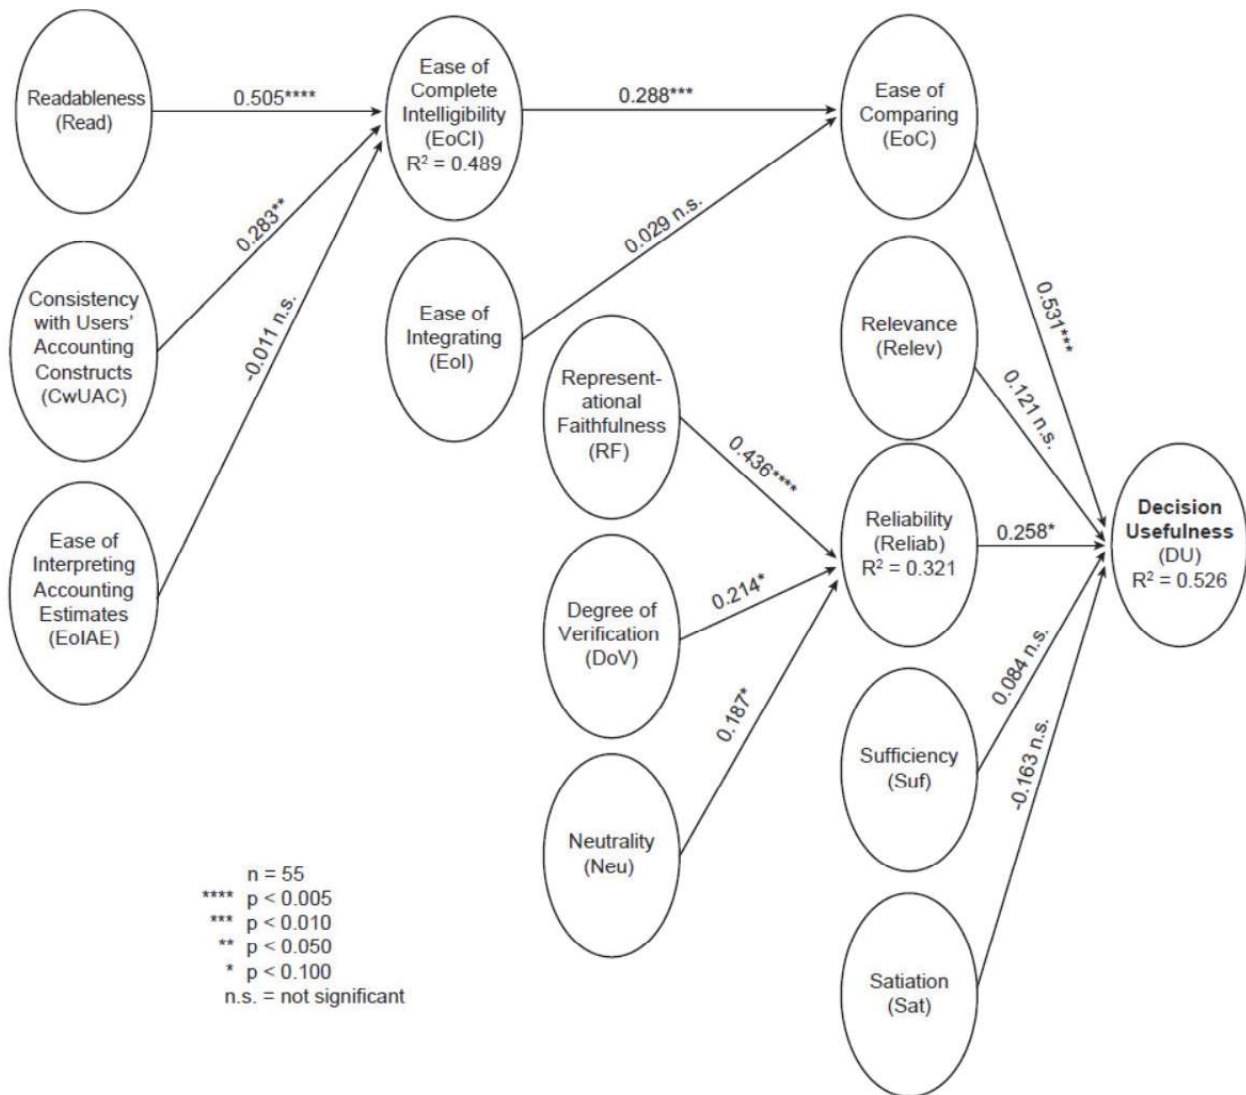 Readableness
(Read)
0.505****
Ease of
Complete
Intelligibility
(EoCI)
R² = 0.489
0.288***
Ease of
Comparing
(EoC)
0.283**
Consistency
with Users'
Accounting
Constructs
(CwUAC)
-0.011 n.s.
Ease of
Integrating
(EoI)
0.029 n.s.
Relevance
(Relev)
0.531***
0.121 n.s.
Represent-
ational
Faithfulness
(RF)
0.436****
Reliability
(Reliab)
R² = 0.321
0.258*
Decision
Usefulness
(DU)
R² = 0.526
Ease of
Interpreting
Accounting
Estimates
(EoIAE)
Degree of
Verification
(DoV)
0.214*
0.187*
Sufficiency
(Suf)
0.084 n.s.
-0.163 n.s.
Neutrality
(Neu)
Satiation
(Sat)
n = 55
**** p < 0.005
*** p < 0.010
** p < 0.050
* p < 0.100
n.s. = not significant